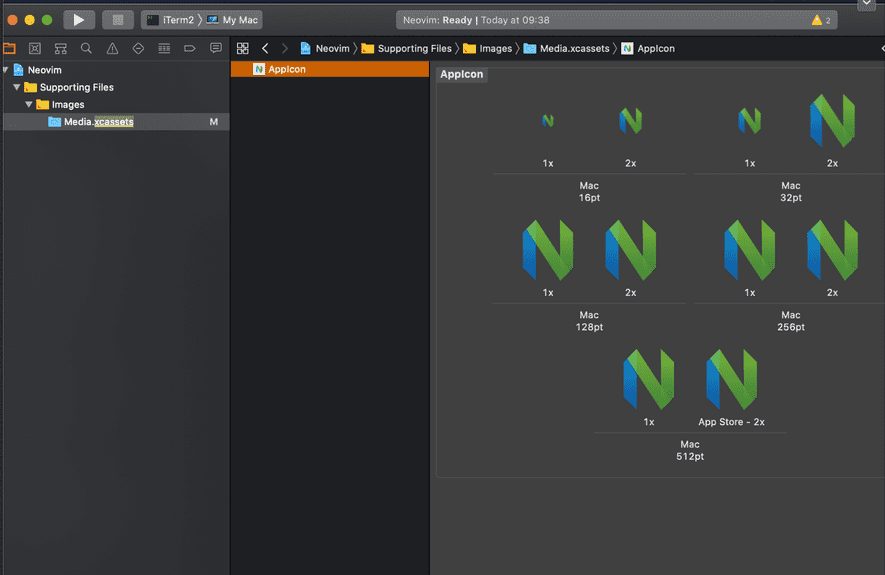 iTerm2 〉 My Mac
Neovim: Ready | Today at 09:38
2
Neovim 〉 Supporting Files 〉 Images 〉 Media.xcassets 〉 AppIcon
Neovim
Supporting Files
Images
Media.xcassets M
AppIcon
AppIcon
1x 2x 1x 2x
Mac Mac
16pt 32pt
1x 2x 1x 2x
Mac Mac
128pt 256pt
1x App Store - 2x
Mac
512pt